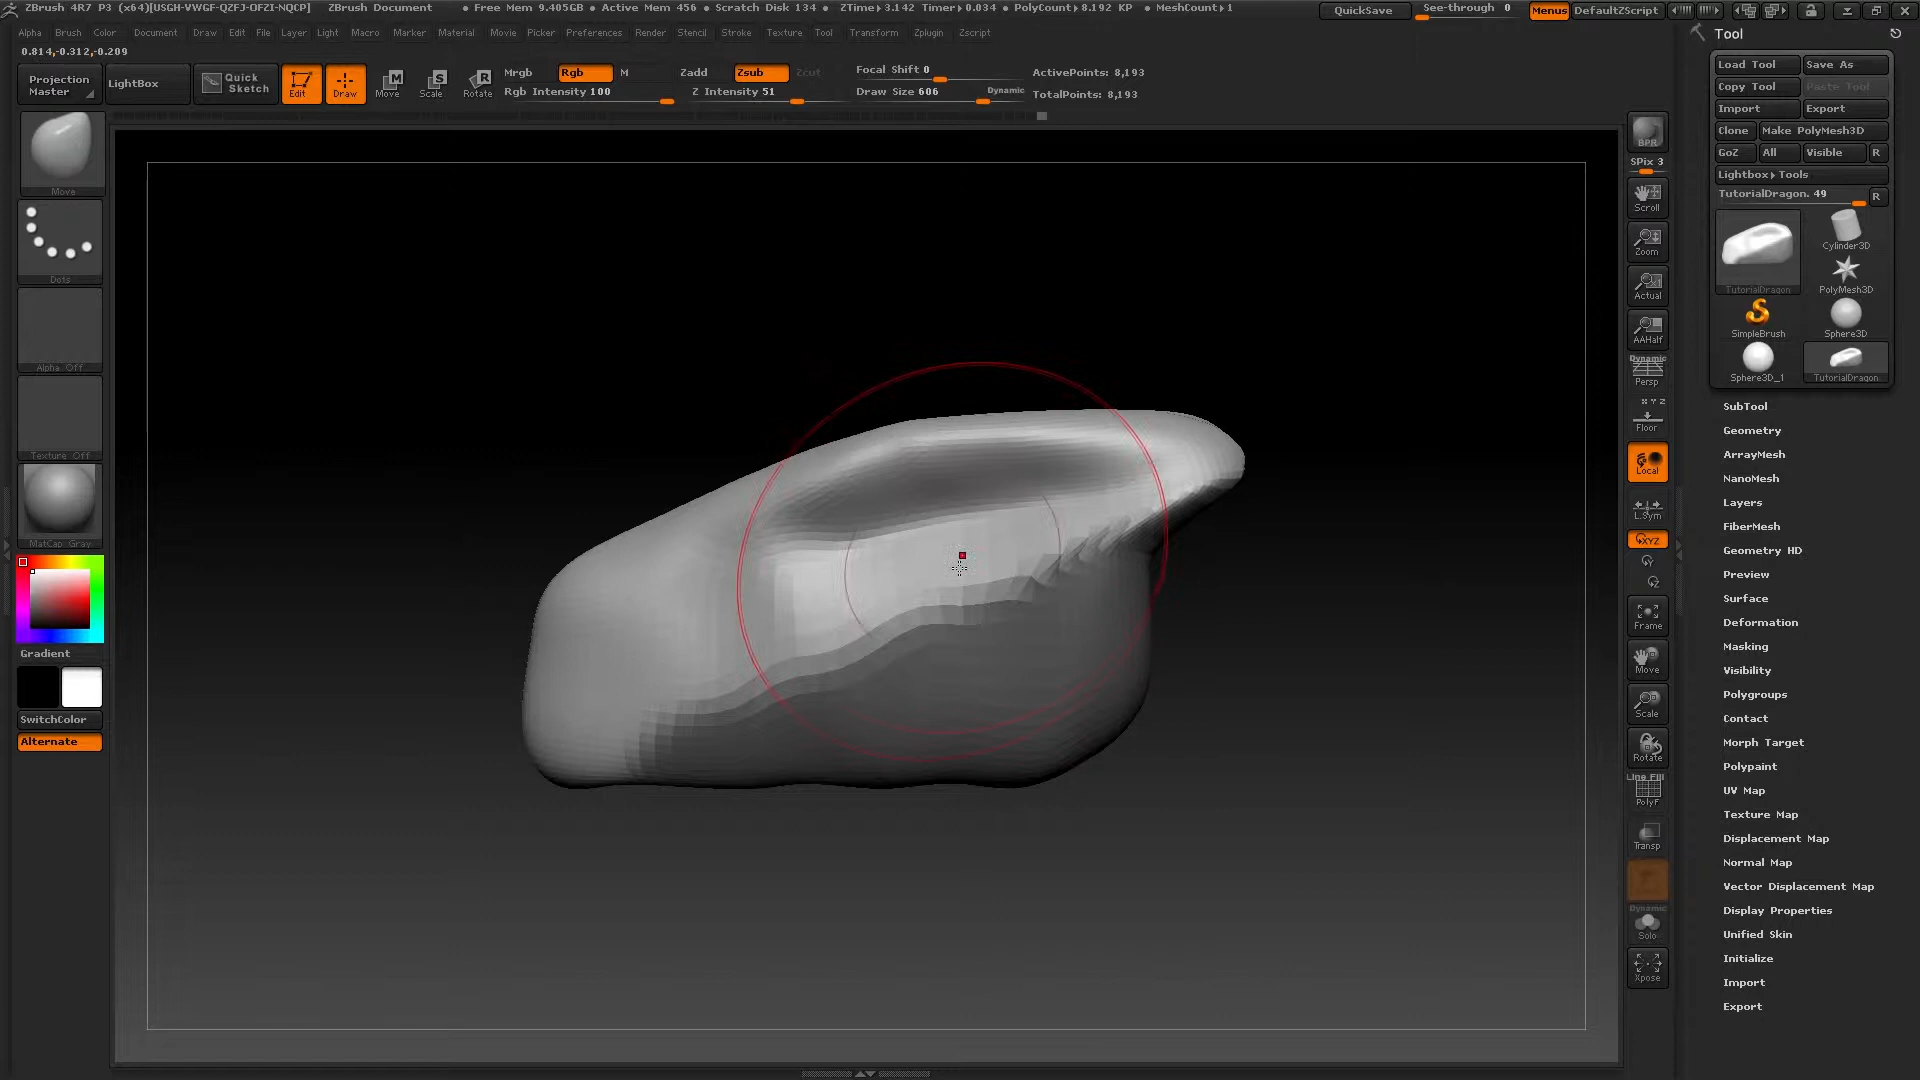 ZBrush 4R7 P3 (x64)[USGH-VWGF-QZFJ-OFZI-NQCP] ZBrush Document • Free Mem 9.405GB • Active Mem 456 • Scratch Disk 134 • ZTime▸3.142 Timer▸0.034 • PolyCount▸8.192 KP • MeshCount▸1 QuickSave See-through 0 Menus DefaultZScript
Alpha Brush Color Document Draw Edit File Layer Light Macro Marker Material Movie Picker Preferences Render Stencil Stroke Texture Tool Transform Zplugin Zscript
0.814,-0.312,-0.209
Projection Master
LightBox
Quick Sketch
Edit
Draw
Move
Scale
Rotate
Mrgb Rgb M
Rgb Intensity 100
Zadd Zsub Zcut
Z Intensity 51
Focal Shift 0
Draw Size 606 Dynamic
ActivePoints: 8,193
TotalPoints: 8,193
Move
Dots
Alpha Off
Texture Off
MatCap Gray
Gradient
SwitchColor
Alternate
BPR
SPix 3
Scroll
Zoom
Actual
AAHalf
Dynamic
Persp
X Y Z
Floor
Local
L.Sym
XYZ
Y
Z
Frame
Move
Scale
Rotate
Line Fill
PolyF
Transp
Dynamic
Solo
Xpose
Tool
Load Tool Save As
Copy Tool Paste Tool
Import Export
Clone Make PolyMesh3D
GoZ All Visible R
Lightbox▸Tools
TutorialDragon. 49 R
TutorialDragon
Cylinder3D
PolyMesh3D
SimpleBrush
Sphere3D
Sphere3D_1
TutorialDragon
SubTool
Geometry
ArrayMesh
NanoMesh
Layers
FiberMesh
Geometry HD
Preview
Surface
Deformation
Masking
Visibility
Polygroups
Contact
Morph Target
Polypaint
UV Map
Texture Map
Displacement Map
Normal Map
Vector Displacement Map
Display Properties
Unified Skin
Initialize
Import
Export